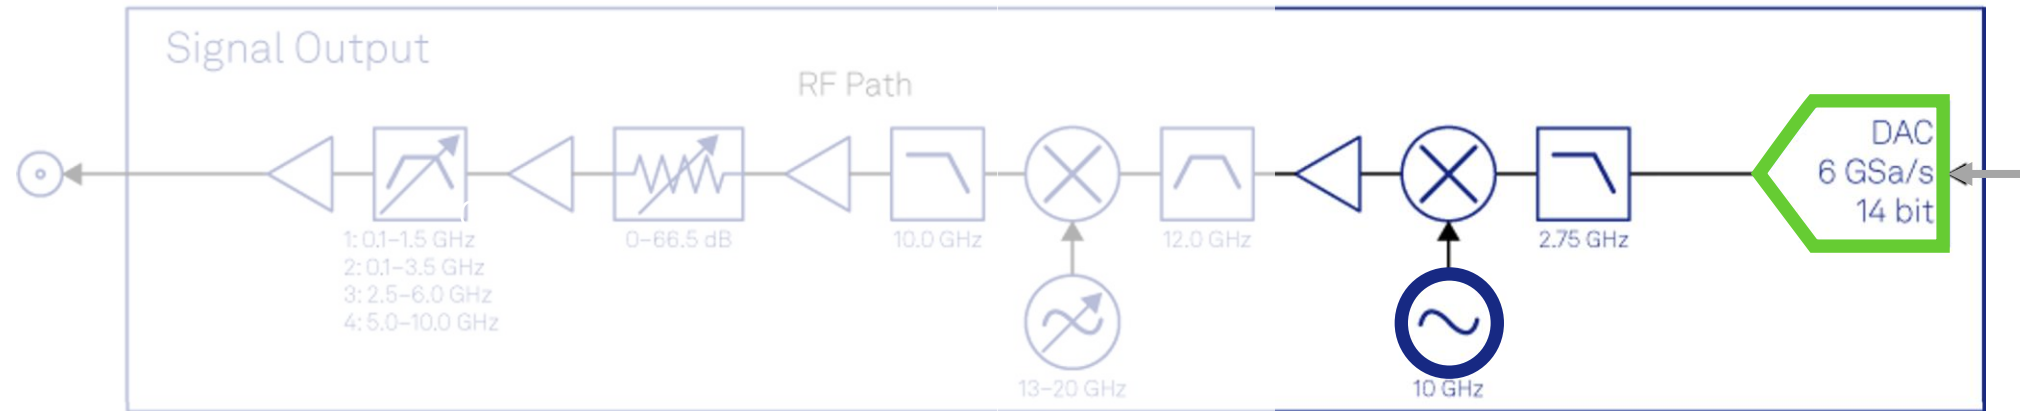 Signal Output
RF Path
DAC
6 GSa/s
14 bit
1: 0.1–1.5 GHz
2: 0.1–3.5 GHz
3: 2.5–6.0 GHz
4: 5.0–10.0 GHz
0–66.5 dB
10.0 GHz
12.0 GHz
2.75 GHz
13–20 GHz
10 GHz